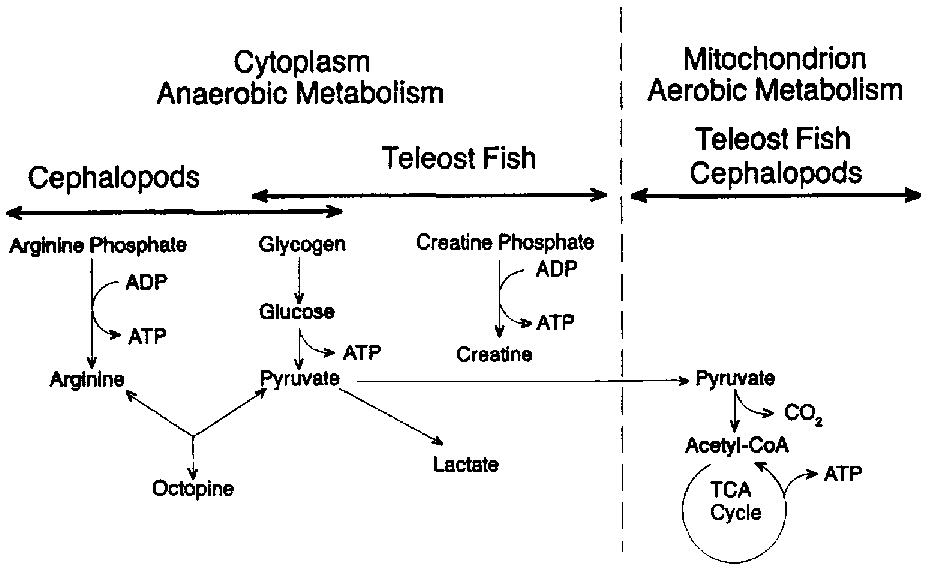 Cytoplasm
Anaerobic Metabolism
Mitochondrion
Aerobic Metabolism
Cephalopods
Teleost Fish
Teleost Fish
Cephalopods
Arginine Phosphate
ADP
ATP
Arginine
Glycogen
Glucose
ATP
Pyruvate
Creatine Phosphate
ADP
ATP
Creatine
Octopine
Lactate
Pyruvate
CO₂
Acetyl-CoA
ATP
TCA
Cycle